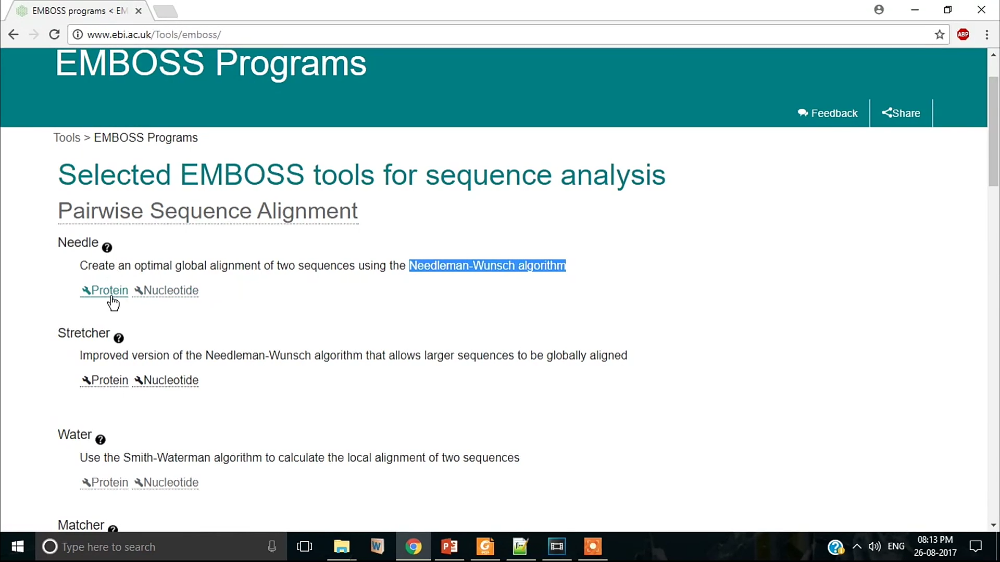 EMBOSS programs < EM
www.ebi.ac.uk/Tools/emboss/
ABP
EMBOSS Programs
Feedback
Share
Tools > EMBOSS Programs
Selected EMBOSS tools for sequence analysis
Pairwise Sequence Alignment
Needle ?
Create an optimal global alignment of two sequences using the Needleman-Wunsch algorithm
Protein Nucleotide
Stretcher ?
Improved version of the Needleman-Wunsch algorithm that allows larger sequences to be globally aligned
Protein Nucleotide
Water ?
Use the Smith-Waterman algorithm to calculate the local alignment of two sequences
Protein Nucleotide
Matcher ?
Type here to search
ENG
08:13 PM
26-08-2017